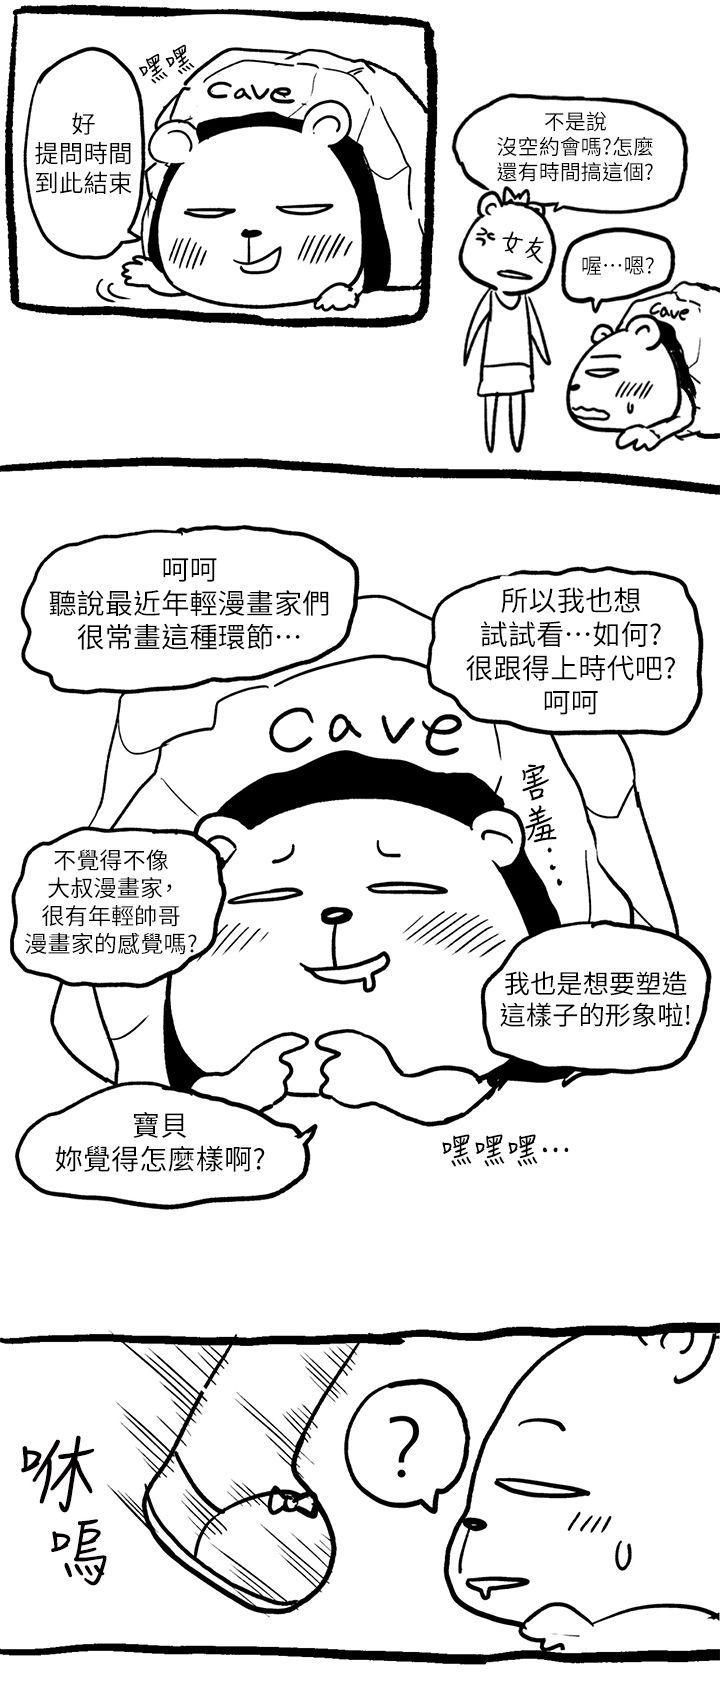 嘿嘿
Cave
好
提問時間
到此結束
不是說
沒空約會嗎?怎麼
還有時間搞這個?
女友
喔⋯嗯?
Cave
呵呵
聽說最近年輕漫畫家們
很常畫這種環節⋯
所以我也想
試試看⋯如何?
很跟得上時代吧?
呵呵
Cave
害羞⋯
不覺得不像
大叔漫畫家,
很有年輕帥哥
漫畫家的感覺嗎?
我也是想要塑造
這樣子的形象啦!
寶貝
妳覺得怎麼樣啊?
嘿嘿嘿⋯
咻
嗚
?